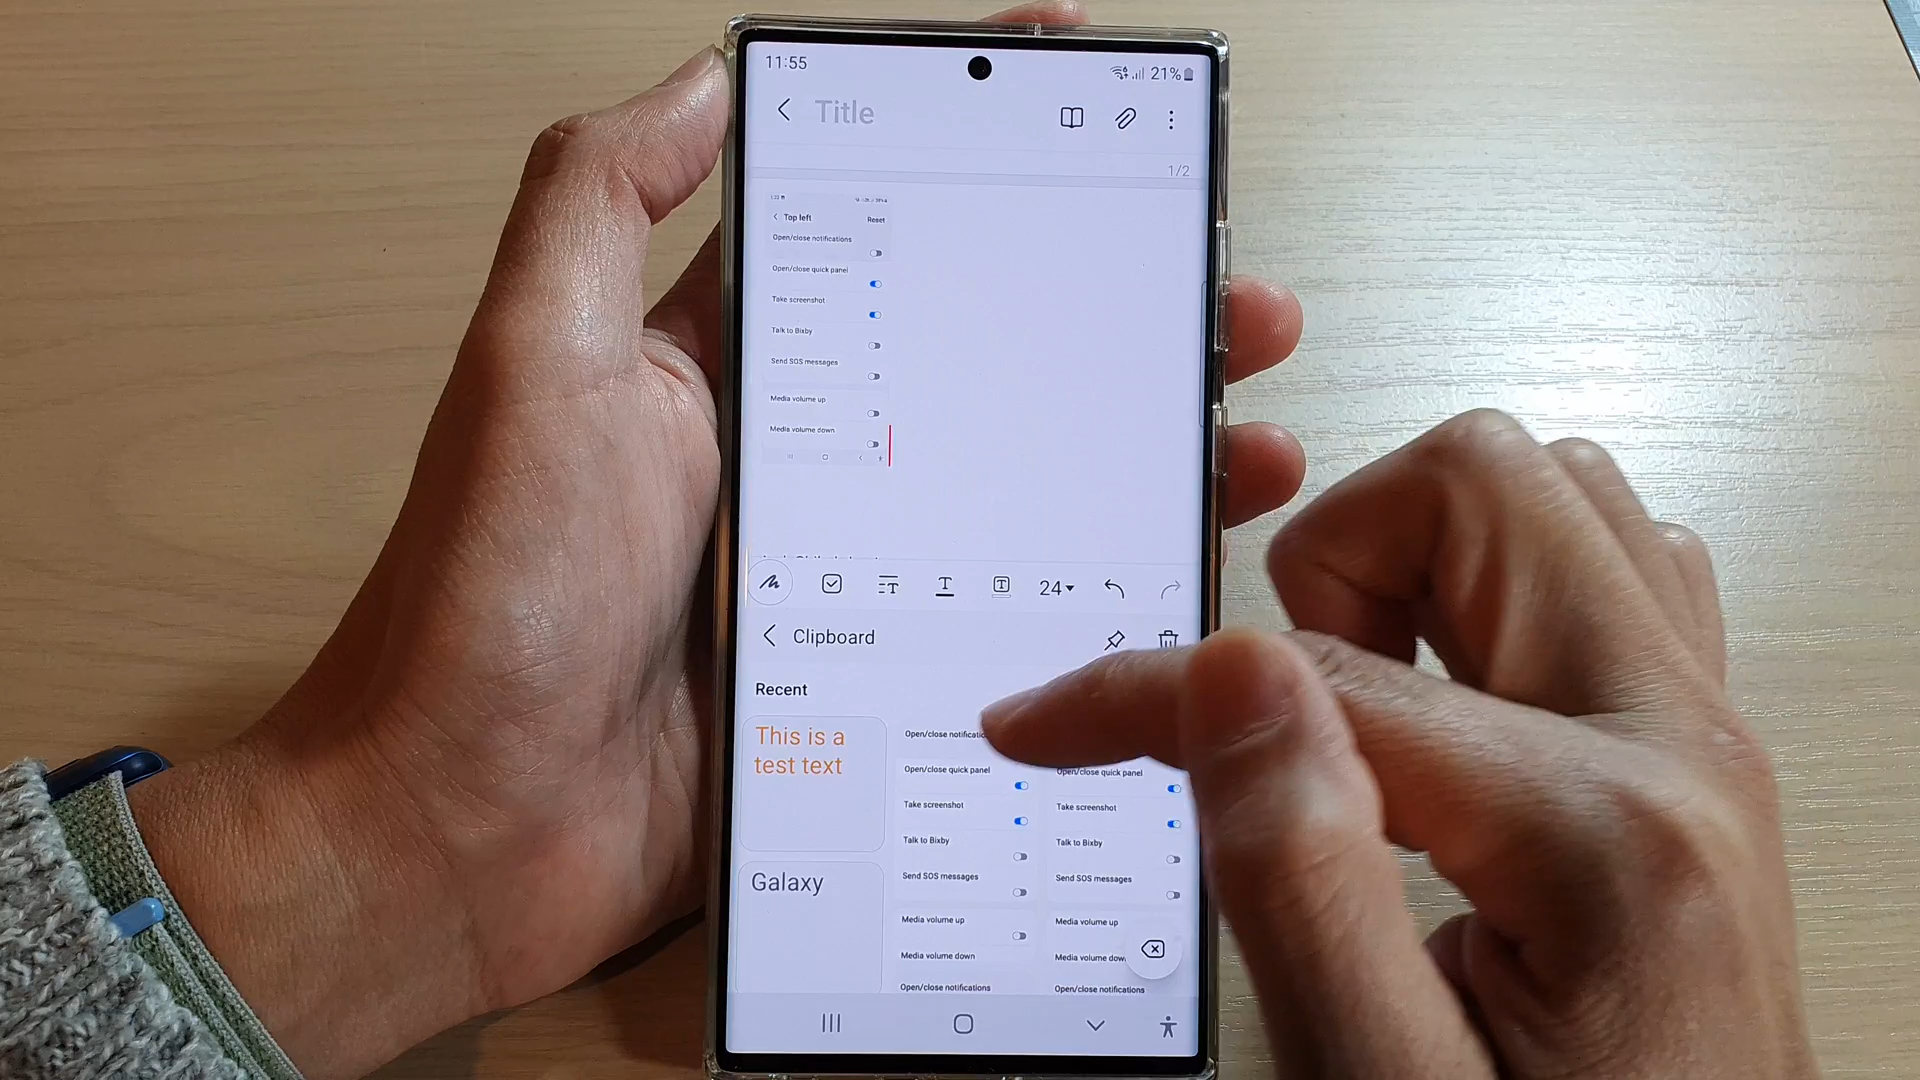 11:55
21%
Title
1/2
Top left
Reset
Open/close notifications
Open/close quick panel
Take screenshot
Talk to Bixby
Send SOS messages
Media volume up
Media volume down
24
Clipboard
Recent
This is a
test text
Galaxy
Open/close
Open/close quick panel
Take screenshot
Talk to Bixby
Send SOS messages
Media volume up
Media volume down
Open/close notifications
Open/close quick panel
Take screenshot
Talk to Bixby
Send SOS messages
Media volume up
Media volume
Open/close notifications